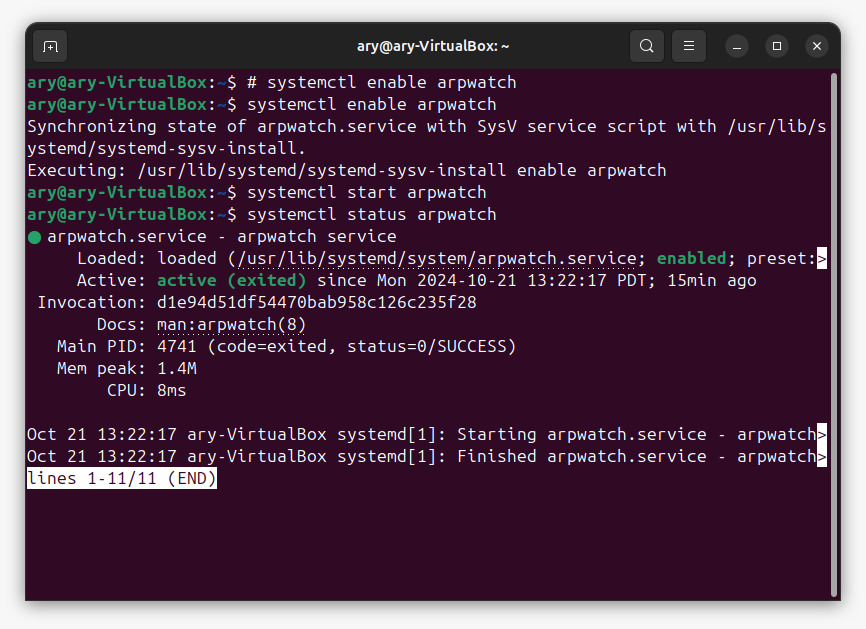 ary@ary-VirtualBox: ~
ary@ary-VirtualBox:~$ # systemctl enable arpwatch
ary@ary-VirtualBox:~$ systemctl enable arpwatch
Synchronizing state of arpwatch.service with SysV service script with /usr/lib/s
ystemd/systemd-sysv-install.
Executing: /usr/lib/systemd/systemd-sysv-install enable arpwatch
ary@ary-VirtualBox:~$ systemctl start arpwatch
ary@ary-VirtualBox:~$ systemctl status arpwatch
● arpwatch.service - arpwatch service
Loaded: loaded (/usr/lib/systemd/system/arpwatch.service; enabled; preset:>
Active: active (exited) since Mon 2024-10-21 13:22:17 PDT; 15min ago
Invocation: d1e94d51df54470bab958c126c235f28
Docs: man:arpwatch(8)
Main PID: 4741 (code=exited, status=0/SUCCESS)
Mem peak: 1.4M
CPU: 8ms
Oct 21 13:22:17 ary-VirtualBox systemd[1]: Starting arpwatch.service - arpwatch>
Oct 21 13:22:17 ary-VirtualBox systemd[1]: Finished arpwatch.service - arpwatch>
lines 1-11/11 (END)